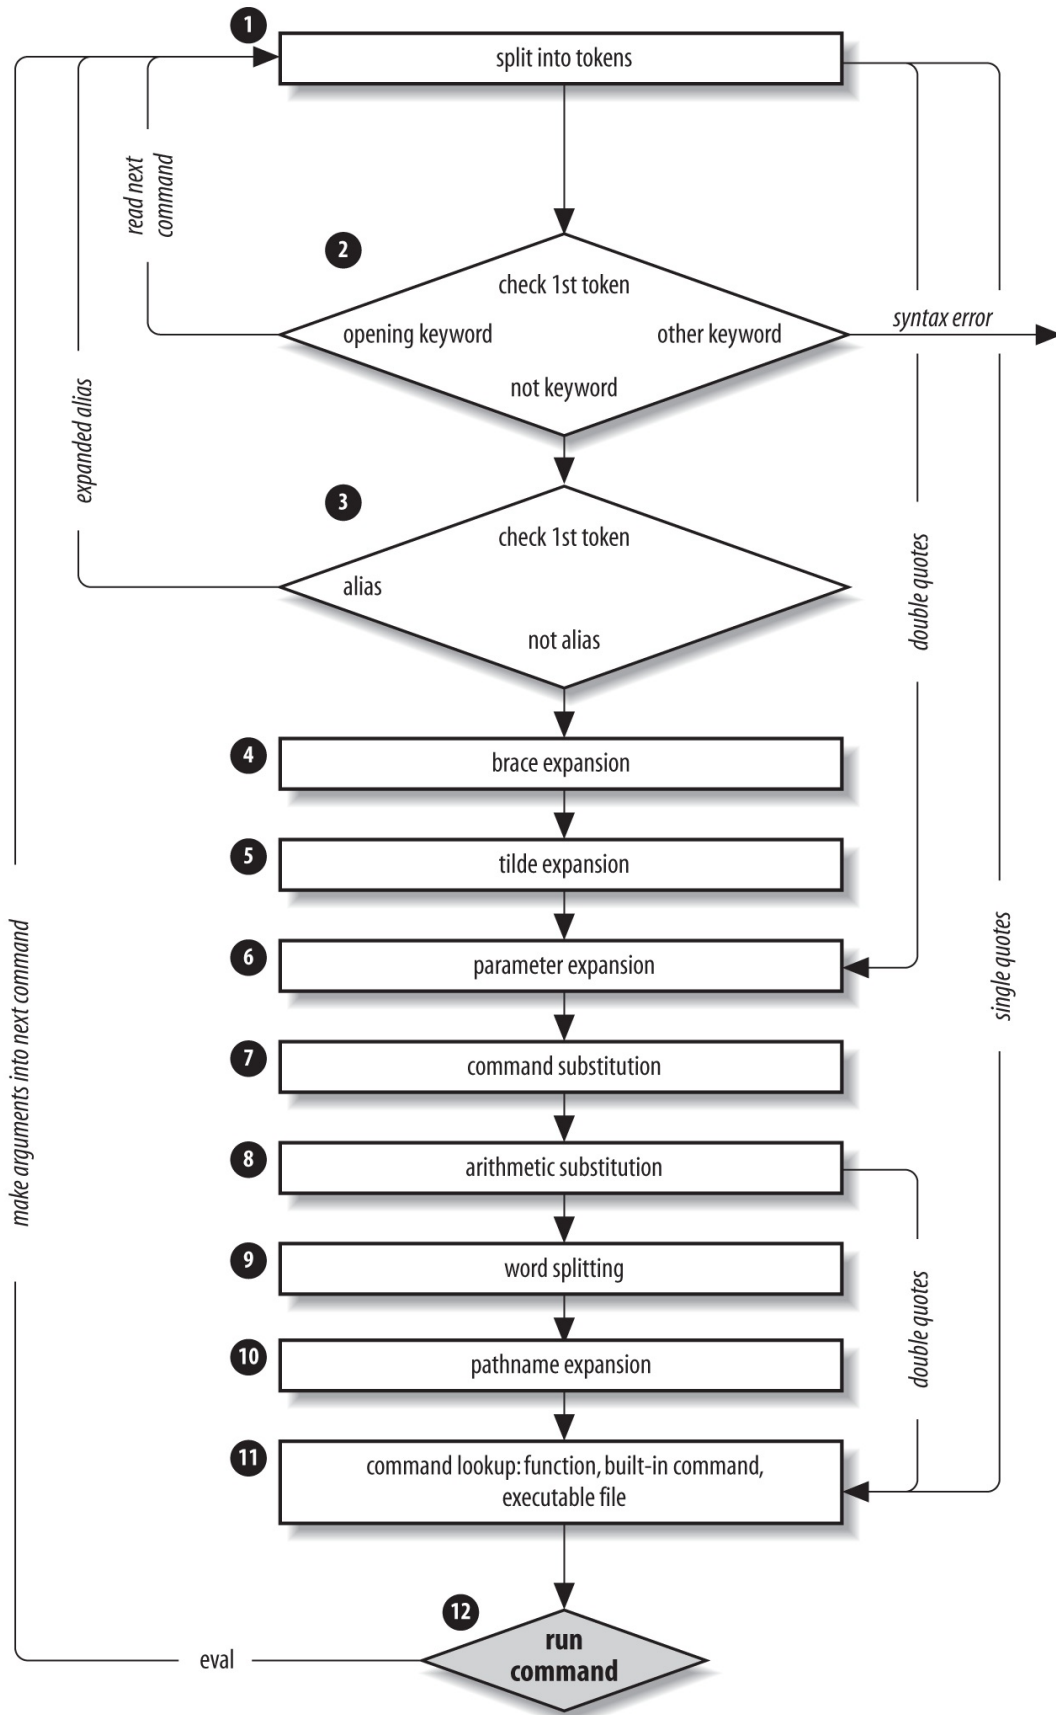 1
split into tokens
read next
command
2
check 1st token
opening keyword
other keyword
not keyword
syntax error
expanded alias
3
check 1st token
alias
not alias
double quotes
4
brace expansion
5
tilde expansion
6
parameter expansion
single quotes
make arguments into next command
7
command substitution
8
arithmetic substitution
9
word splitting
double quotes
10
pathname expansion
11
command lookup: function, built-in command,
executable file
12
run
command
eval